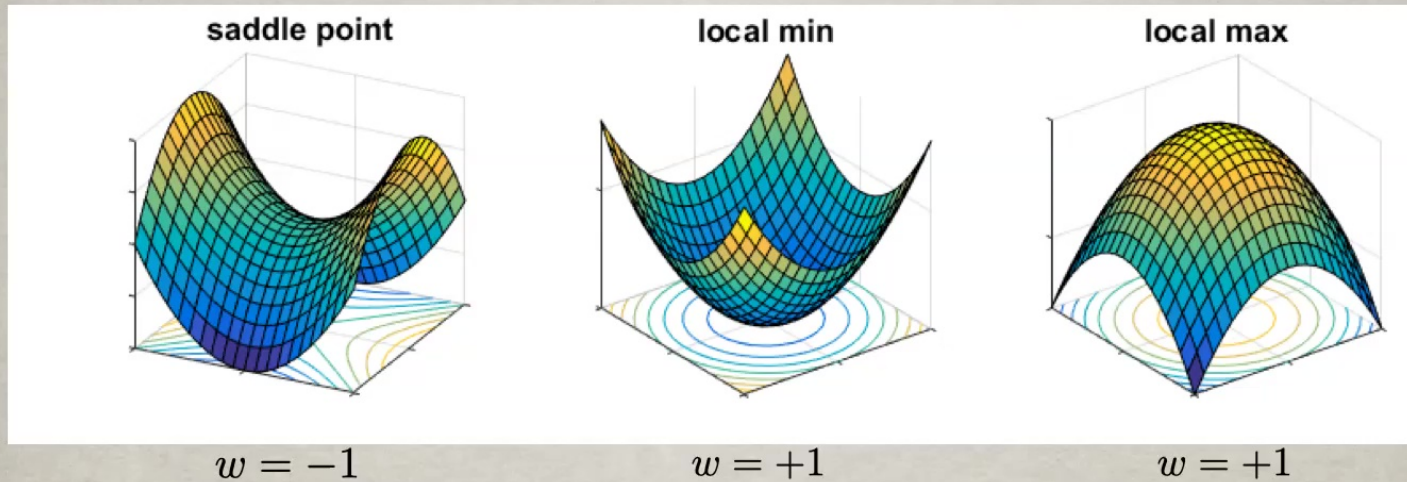 saddle point
local min
local max
w = −1
w = +1
w = +1